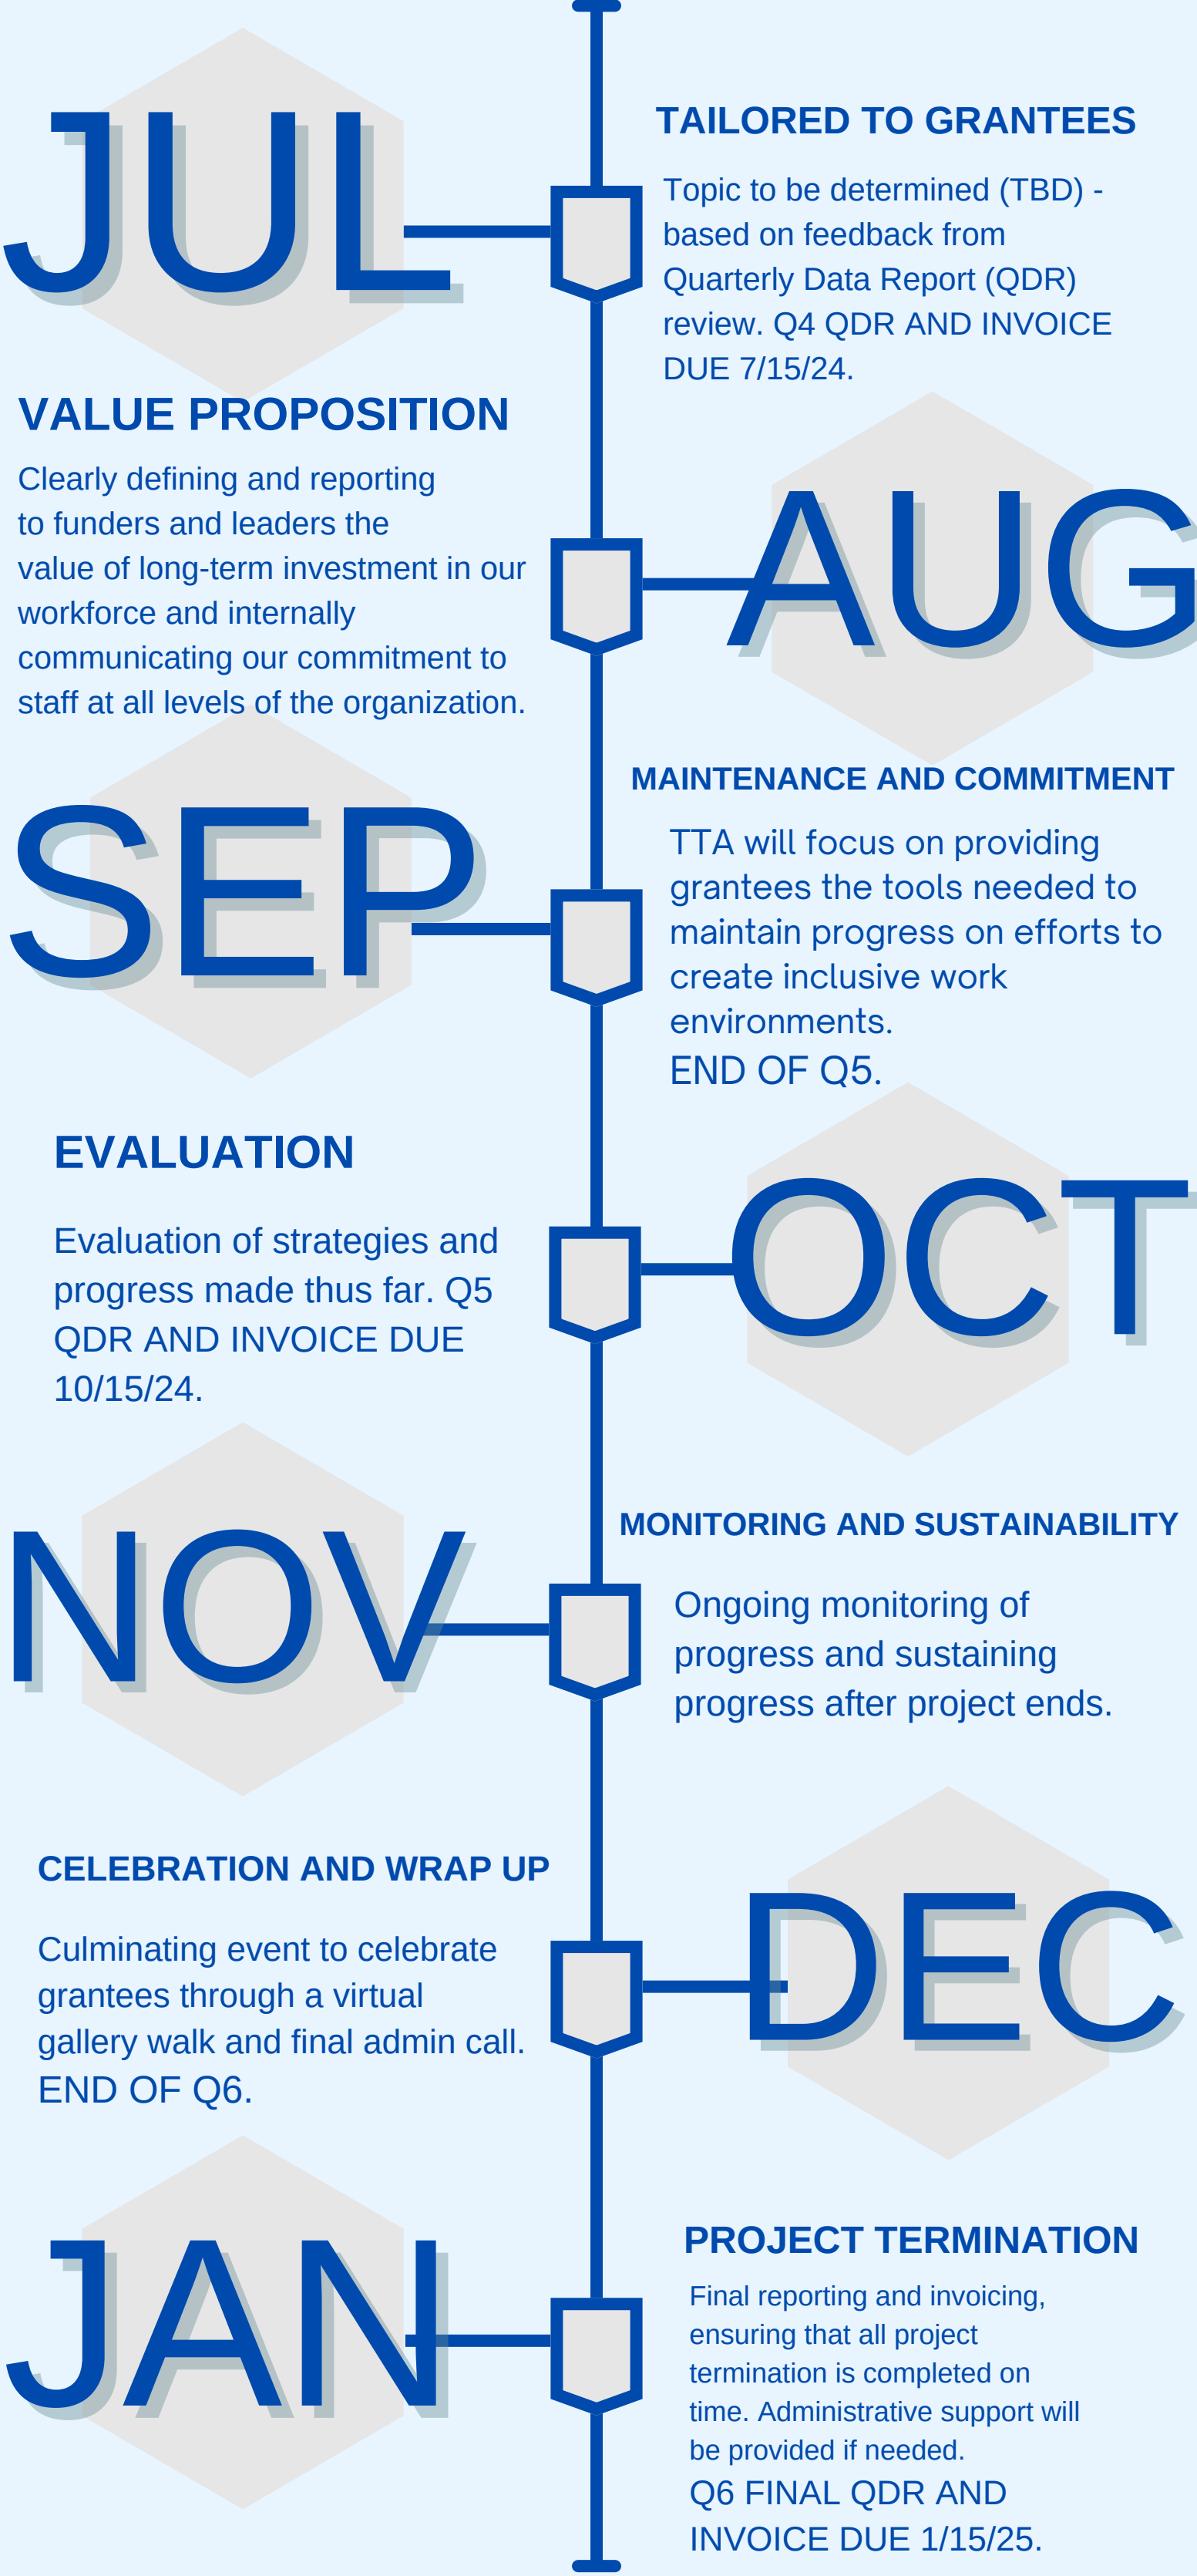 JUL
TAILORED TO GRANTEES
Topic to be determined (TBD) -
based on feedback from
Quarterly Data Report (QDR)
review. Q4 QDR AND INVOICE
DUE 7/15/24.
VALUE PROPOSITION
Clearly defining and reporting
to funders and leaders the
value of long-term investment in our
workforce and internally
communicating our commitment to
staff at all levels of the organization.
AUG
SEP
MAINTENANCE AND COMMITMENT
TTA will focus on providing
grantees the tools needed to
maintain progress on efforts to
create inclusive work
environments.
END OF Q5.
EVALUATION
Evaluation of strategies and
progress made thus far. Q5
QDR AND INVOICE DUE
10/15/24.
OCT
NOV
MONITORING AND SUSTAINABILITY
Ongoing monitoring of
progress and sustaining
progress after project ends.
CELEBRATION AND WRAP UP
Culminating event to celebrate
grantees through a virtual
gallery walk and final admin call.
END OF Q6.
DEC
JAN
PROJECT TERMINATION
Final reporting and invoicing,
ensuring that all project
termination is completed on
time. Administrative support will
be provided if needed.
Q6 FINAL QDR AND
INVOICE DUE 1/15/25.